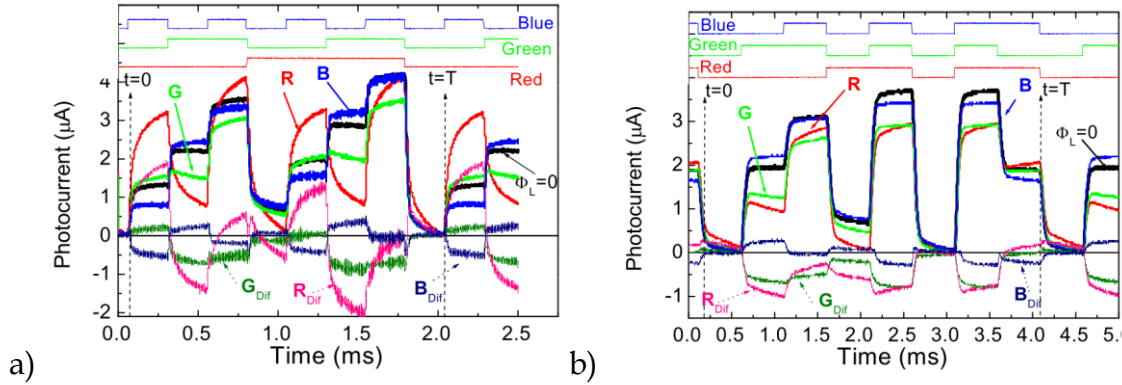 Blue
Green
Red
t=0
G
R
B
t=T
Φ_L=0
G_Dif
R_Dif
B_Dif
4
3
2
1
0
-1
-2
Photocurrent (μA)
0.0 0.5 1.0 1.5 2.0 2.5
Time (ms)
a)
Blue
Green
Red
t=0
G
R
B
t=T
Φ_L=0
R_Dif
G_Dif
B_Dif
4
3
2
1
0
-1
Photocurrent (μA)
0.0 0.5 1.0 1.5 2.0 2.5 3.0 3.5 4.0 4.5 5.0
Time (ms)
b)